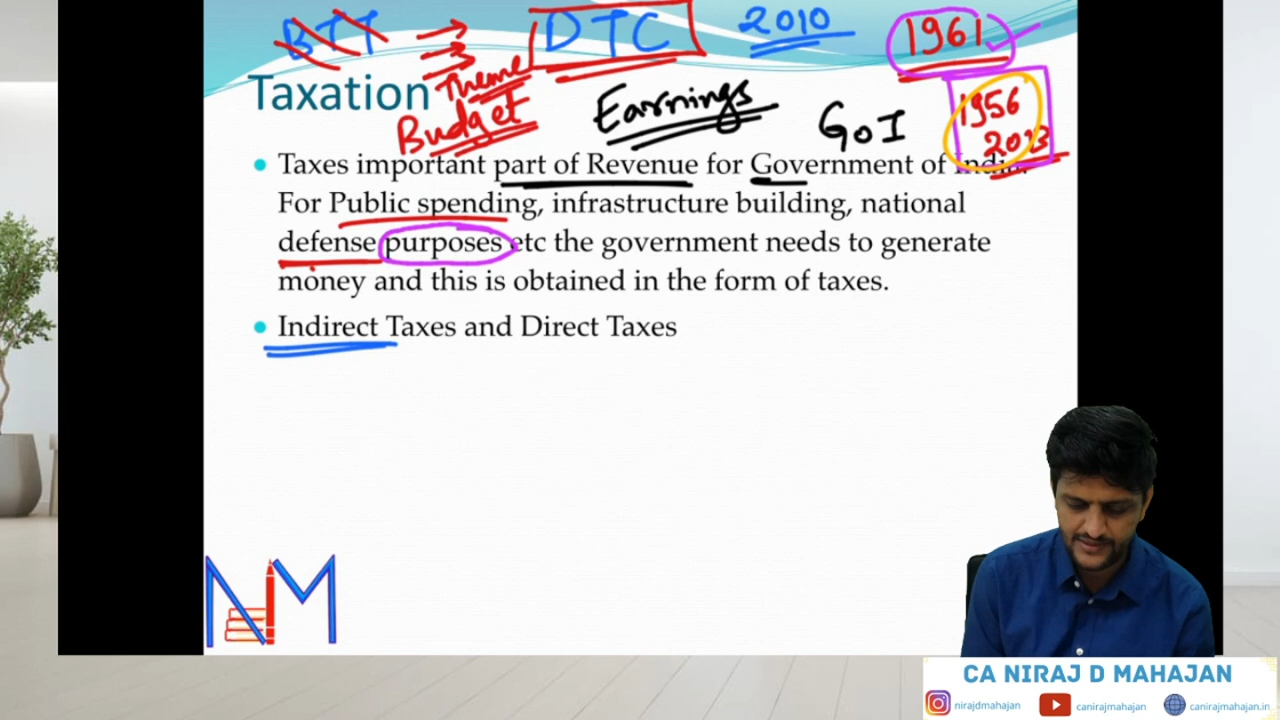 BTT → DTC 2010 1961
Taxation Theme
Budget Earnings GoI 1956
2013
Taxes important part of Revenue for Government of India.
For Public spending, infrastructure building, national
defense purposes etc the government needs to generate
money and this is obtained in the form of taxes.
Indirect Taxes and Direct Taxes
NM
CA NIRAJ D MAHAJAN
nirajdmahajan canirajmahajan canirajmahajan.in